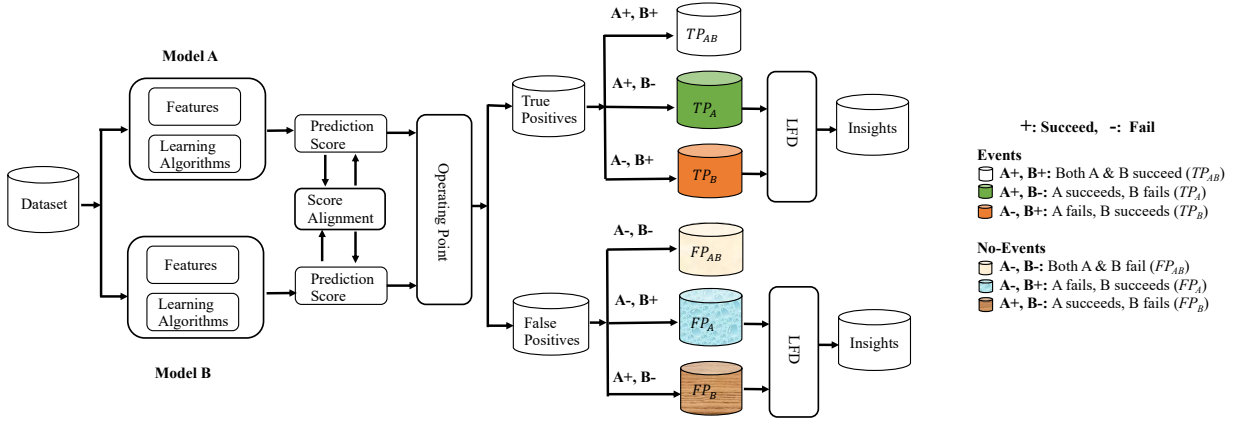 Model A
Features
Learning
Algorithms
Dataset
Features
Learning
Algorithms
Model B
Prediction
Score
Score
Alignment
Prediction
Score
Operating Point
True
Positives
A+, B+
TP_AB
A+, B-
TP_A
A-, B+
TP_B
LFD
Insights
False
Positives
A-, B-
FP_AB
A-, B+
FP_A
A+, B-
FP_B
LFD
Insights
+: Succeed, -: Fail
Events
A+, B+: Both A & B succeed (TP_AB)
A+, B-: A succeeds, B fails (TP_A)
A-, B+: A fails, B succeeds (TP_B)
No-Events
A-, B-: Both A & B fail (FP_AB)
A-, B+: A fails, B succeeds (FP_A)
A+, B-: A succeeds, B fails (FP_B)